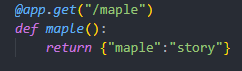 @app.get("/maple")
def maple():
    return {"maple":"story"}